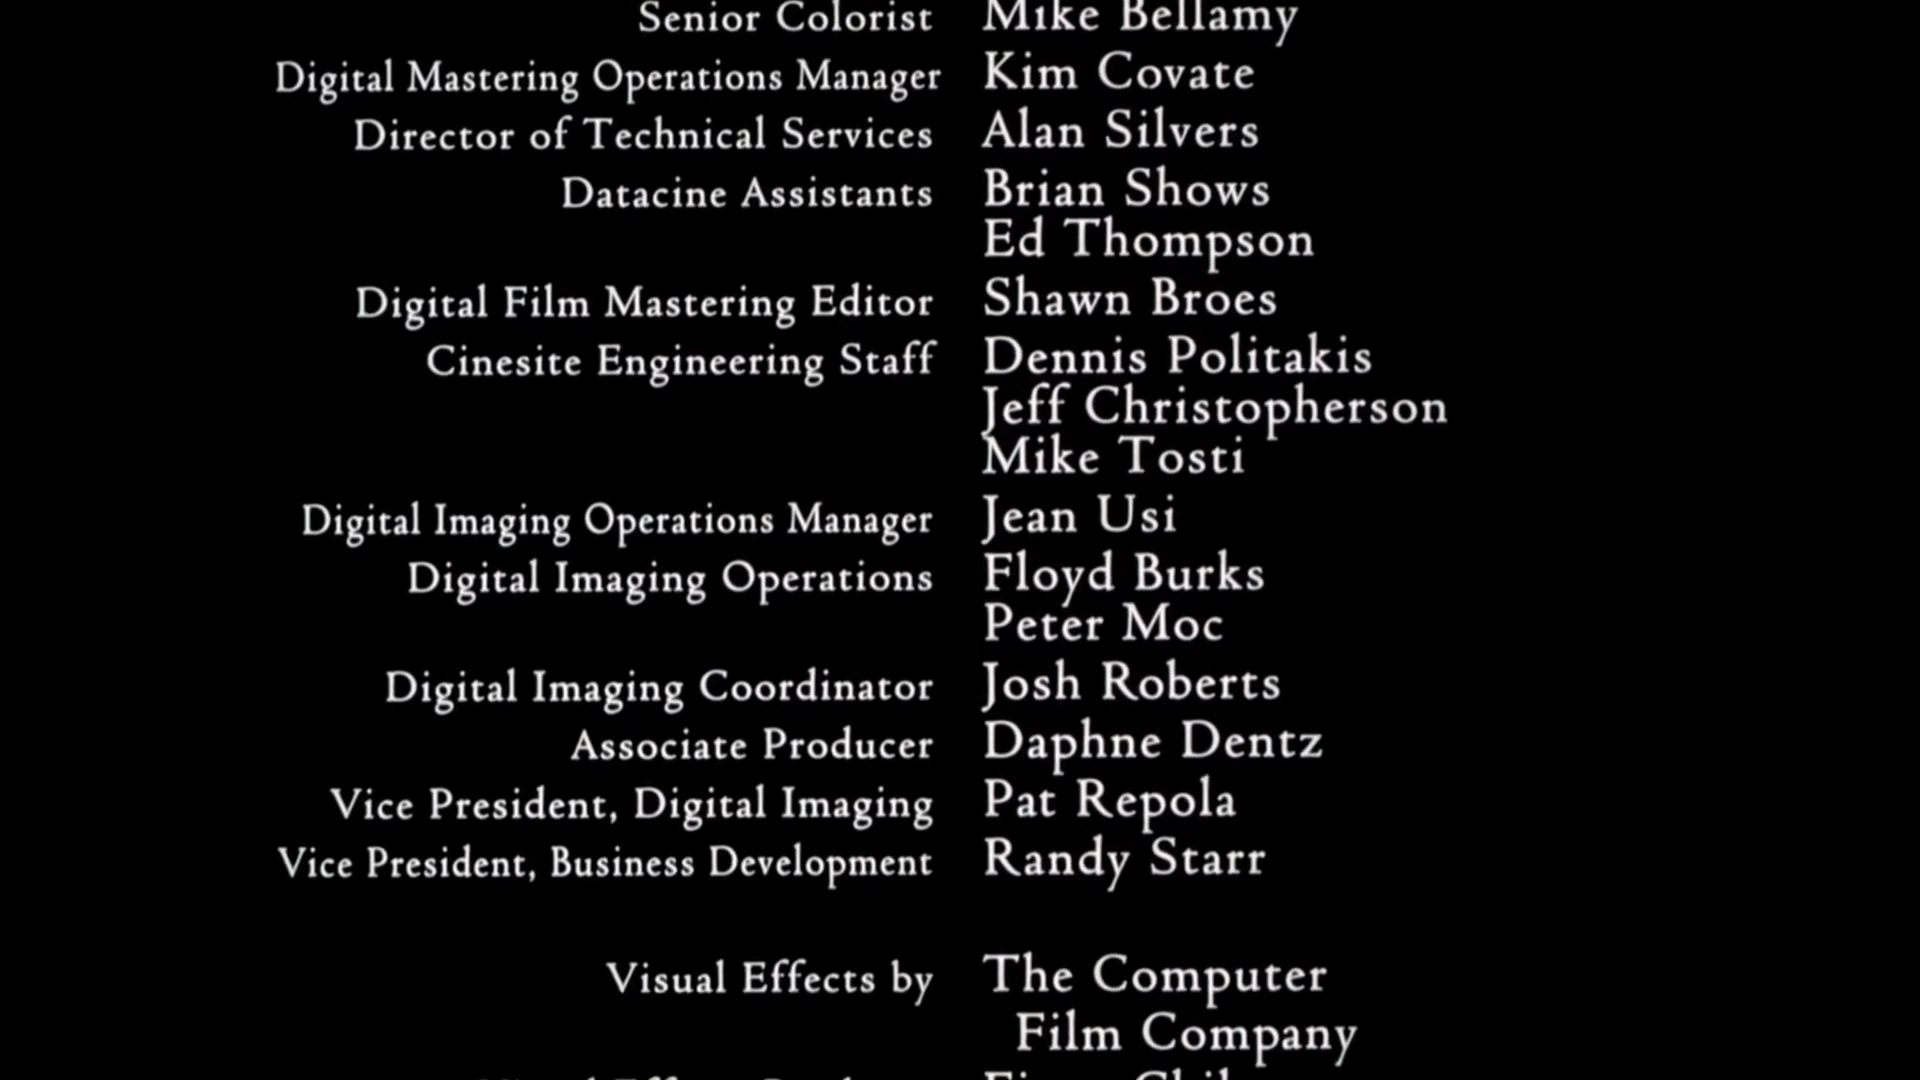 Senior Colorist Mike Bellamy
Digital Mastering Operations Manager Kim Covate
Director of Technical Services Alan Silvers
Datacine Assistants Brian Shows
Ed Thompson
Digital Film Mastering Editor Shawn Broes
Cinesite Engineering Staff Dennis Politakis
Jeff Christopherson
Mike Tosti
Digital Imaging Operations Manager Jean Usi
Digital Imaging Operations Floyd Burks
Peter Moc
Digital Imaging Coordinator Josh Roberts
Associate Producer Daphne Dentz
Vice President, Digital Imaging Pat Repola
Vice President, Business Development Randy Starr
Visual Effects by The Computer
Film Company